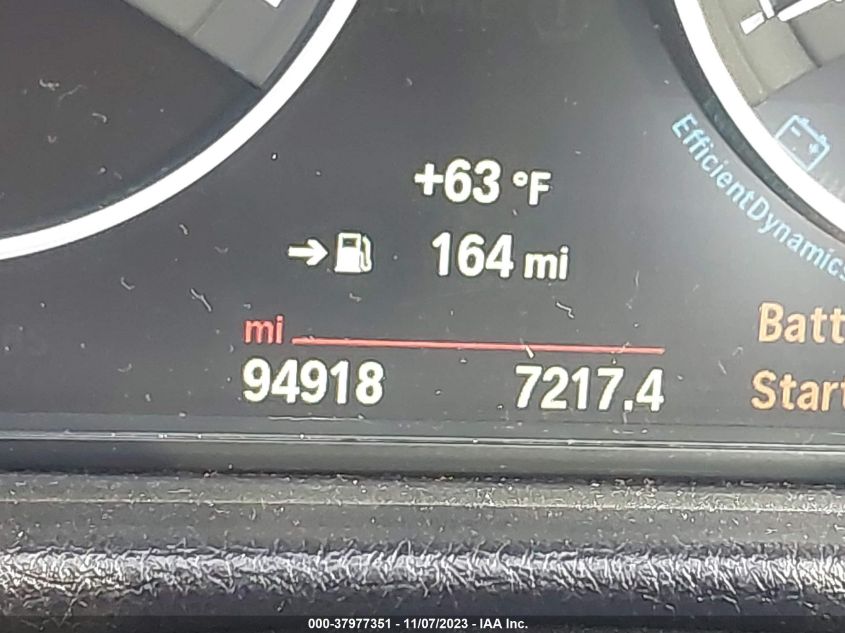 +63 °F
→ 164 mi
EfficientDynamics
mi
94918 7217.4
Batt
Start
000-37977351 - 11/07/2023 - IAA Inc.